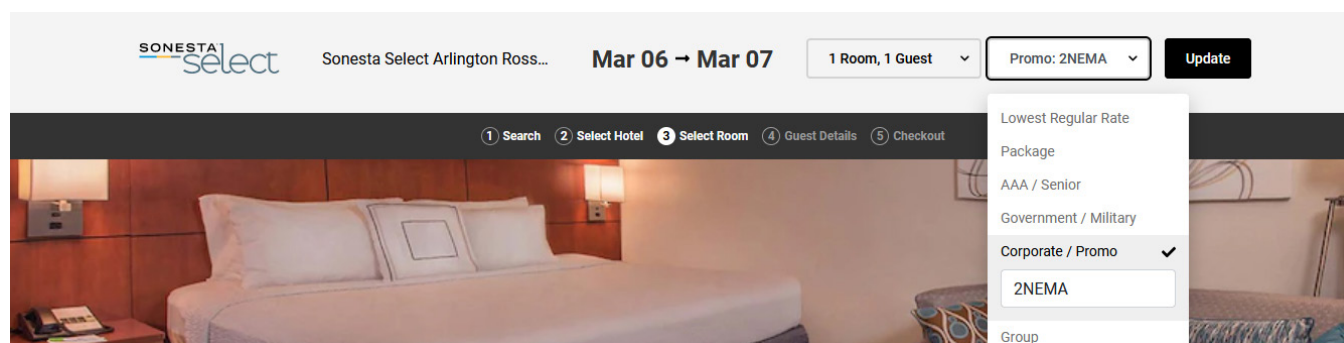 SONESTA
select
Sonesta Select Arlington Ross...
Mar 06 → Mar 07
1 Room, 1 Guest
Promo: 2NEMA
Update
1 Search 2 Select Hotel 3 Select Room 4 Guest Details 5 Checkout
Lowest Regular Rate
Package
AAA / Senior
Government / Military
Corporate / Promo
2NEMA
Group